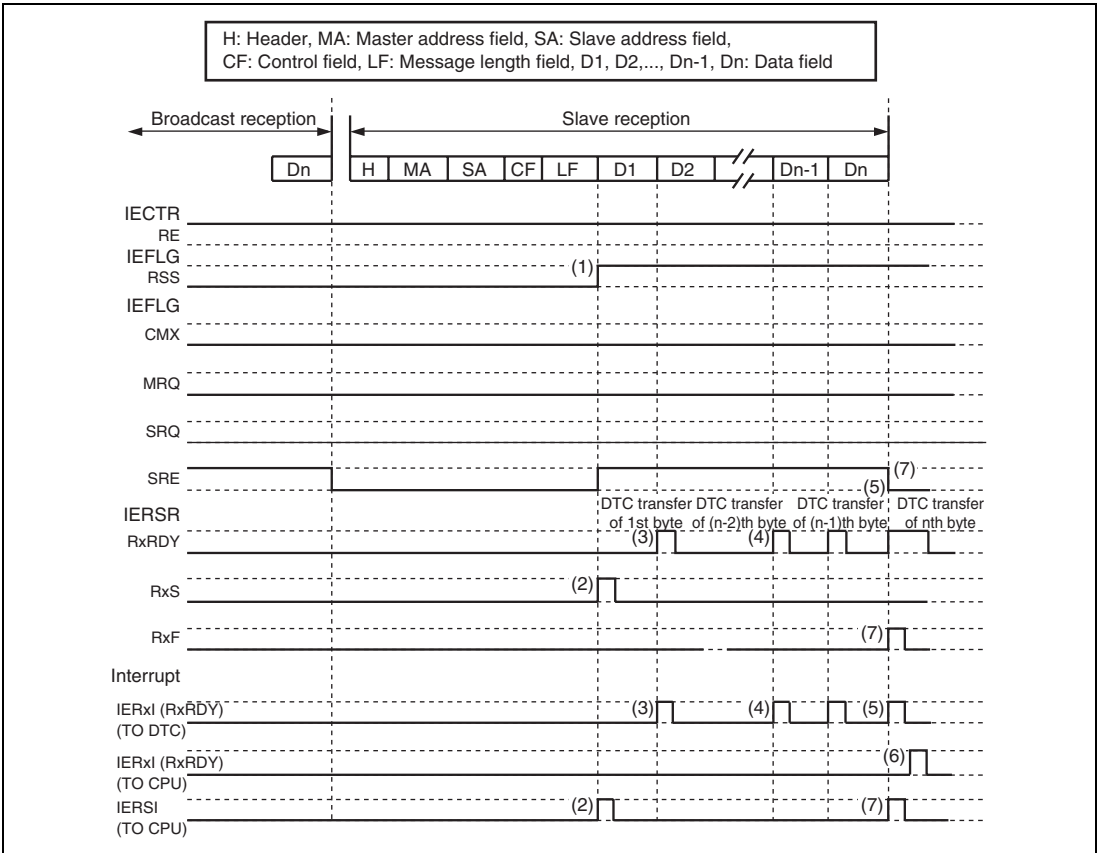 H: Header, MA: Master address field, SA: Slave address field,
CF: Control field, LF: Message length field, D1, D2,..., Dn-1, Dn: Data field
Broadcast reception
Slave reception
Dn
H MA SA CF LF D1 D2 Dn-1 Dn
IECTR
RE
IEFLG
RSS
(1)
IEFLG
CMX
MRQ
SRQ
SRE
(5)
(7)
DTC transfer of 1st byte
DTC transfer of (n-2)th byte
DTC transfer of (n-1)th byte
DTC transfer of nth byte
IERSR
RxRDY
(3) (4)
RxS
(2)
RxF
(7)
Interrupt
IERxI (RxRDY)
(TO DTC)
(3) (4) (5)
IERxI (RxRDY)
(TO CPU)
(6)
IERSI
(TO CPU)
(2) (7)